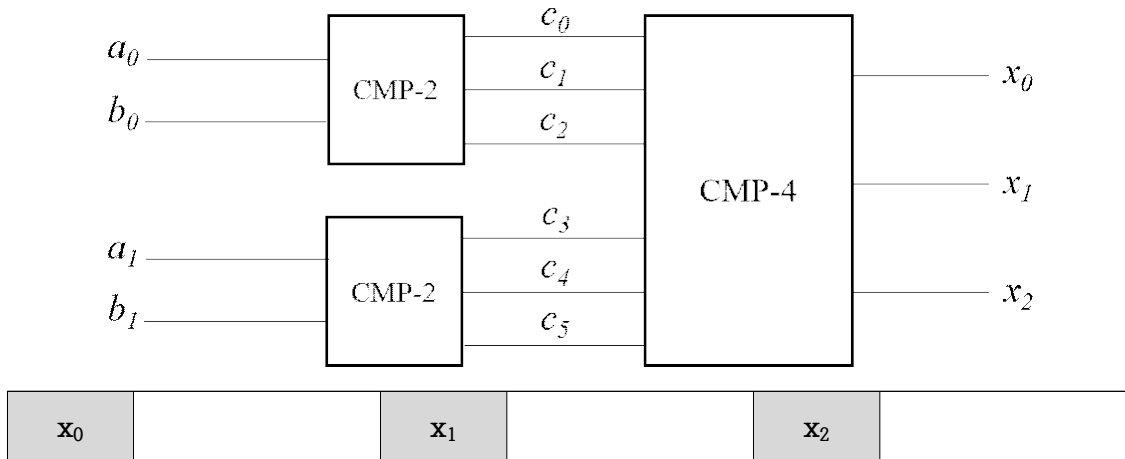 c₀
a₀
c₁
x₀
CMP-2
b₀
c₂
CMP-4
x₁
c₃
a₁
c₄
CMP-2
x₂
b₁
c₅
x₀ x₁ x₂